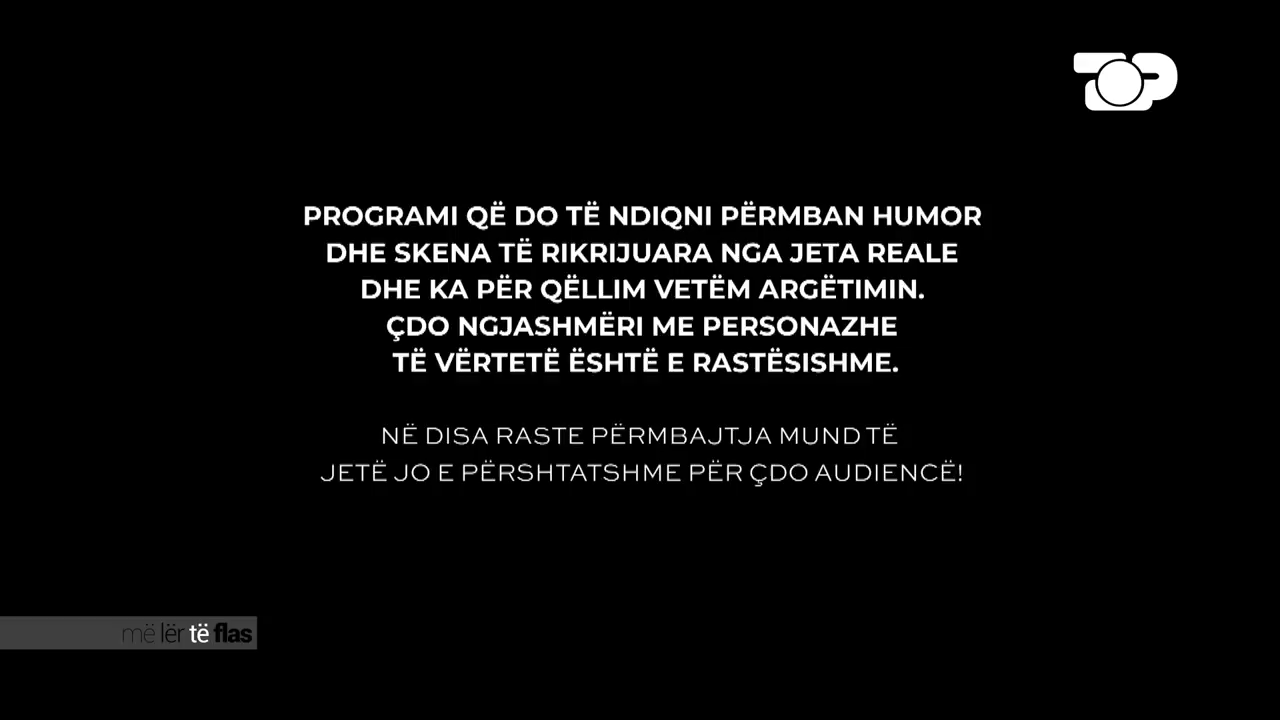 PROGRAMI QË DO TË NDIQNI PËRMBAN HUMOR
DHE SKENA TË RIKRIJUARA NGA JETA REALE
DHE KA PËR QËLLIM VETËM ARGËTIMIN.
ÇDO NGJASHMËRI ME PERSONAZHE
TË VËRTETË ËSHTË E RASTËSISHME.
NË DISA RASTE PËRMBAJTJA MUND TË
JETË JO E PËRSHTATSHME PËR ÇDO AUDIENCË!
më lër të flas